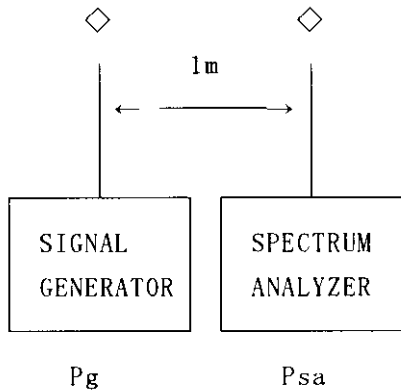 1m
SIGNAL GENERATOR
SPECTRUM ANALYZER
Pg
Psa